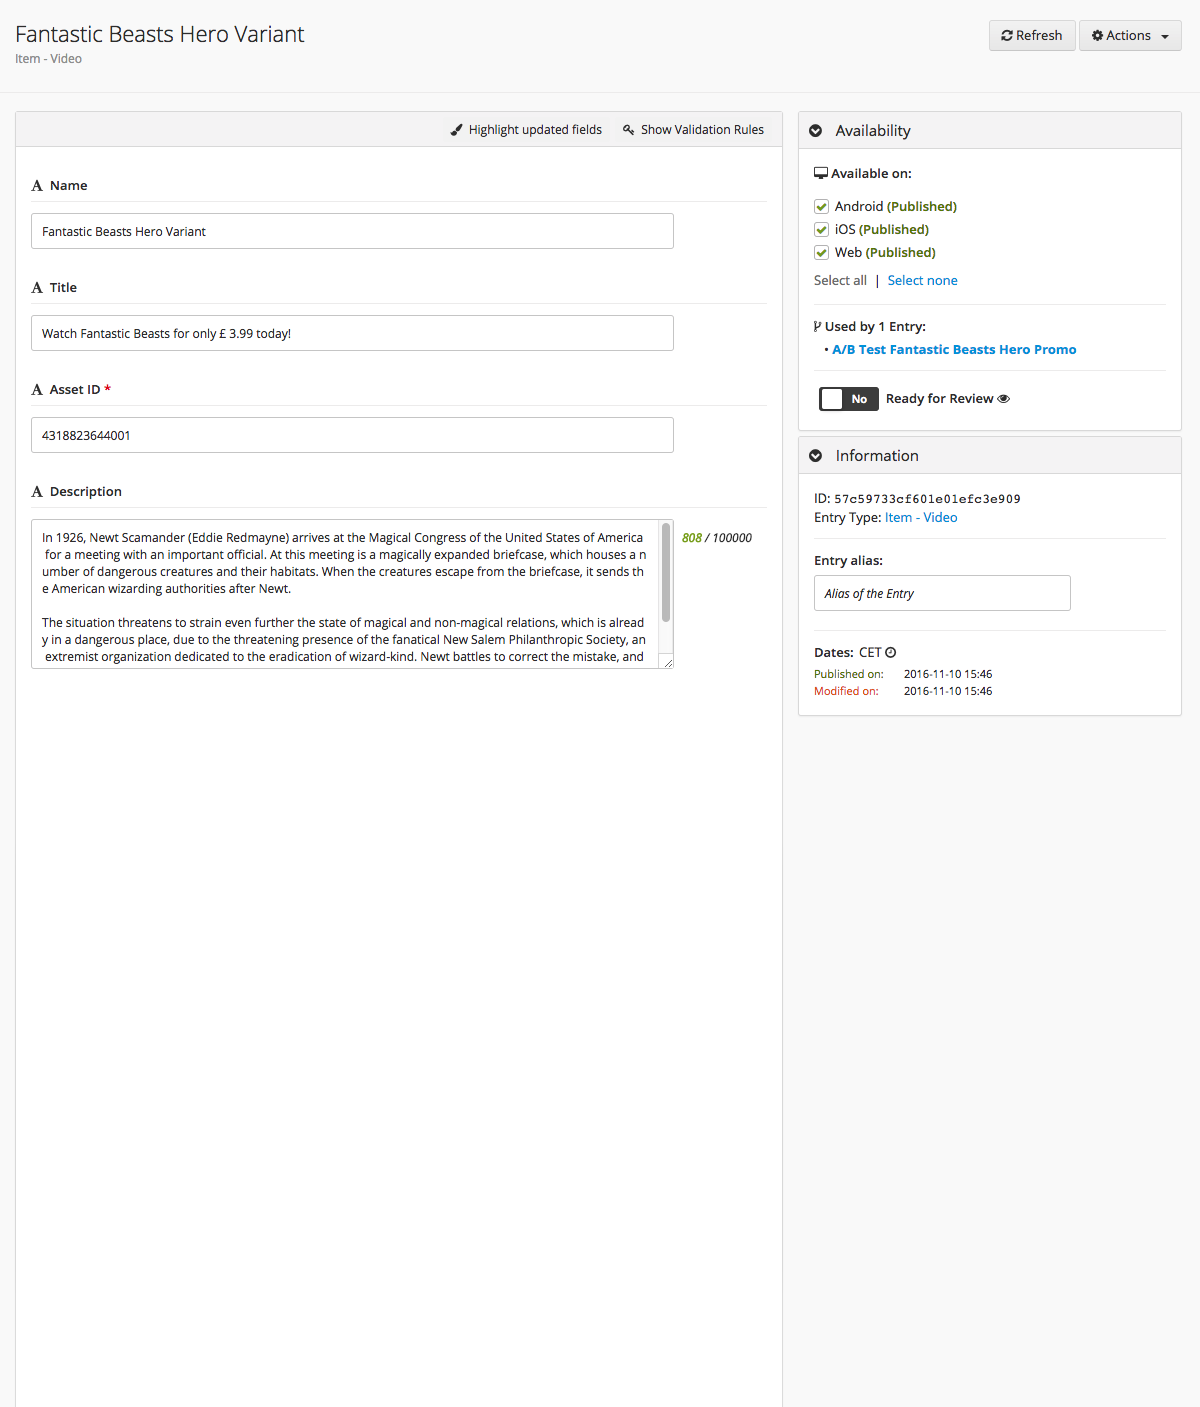 Fantastic Beasts Hero Variant
Item - Video
Refresh
Actions
Highlight updated fields
Show Validation Rules
Name
Fantastic Beasts Hero Variant
Title
Watch Fantastic Beasts for only £ 3.99 today!
Asset ID *
4318823644001
Description
In 1926, Newt Scamander (Eddie Redmayne) arrives at the Magical Congress of the United States of America
for a meeting with an important official. At this meeting is a magically expanded briefcase, which houses a n
umber of dangerous creatures and their habitats. When the creatures escape from the briefcase, it sends th
e American wizarding authorities after Newt.
The situation threatens to strain even further the state of magical and non-magical relations, which is alread
y in a dangerous place, due to the threatening presence of the fanatical New Salem Philanthropic Society, an
extremist organization dedicated to the eradication of wizard-kind. Newt battles to correct the mistake, and
808 / 100000
Availability
Available on:
Android (Published)
iOS (Published)
Web (Published)
Select all | Select none
Used by 1 Entry:
• A/B Test Fantastic Beasts Hero Promo
No Ready for Review
Information
ID: 57c59733cf601e01efc3e909
Entry Type: Item - Video
Entry alias:
Alias of the Entry
Dates: CET
Published on: 2016-11-10 15:46
Modified on: 2016-11-10 15:46